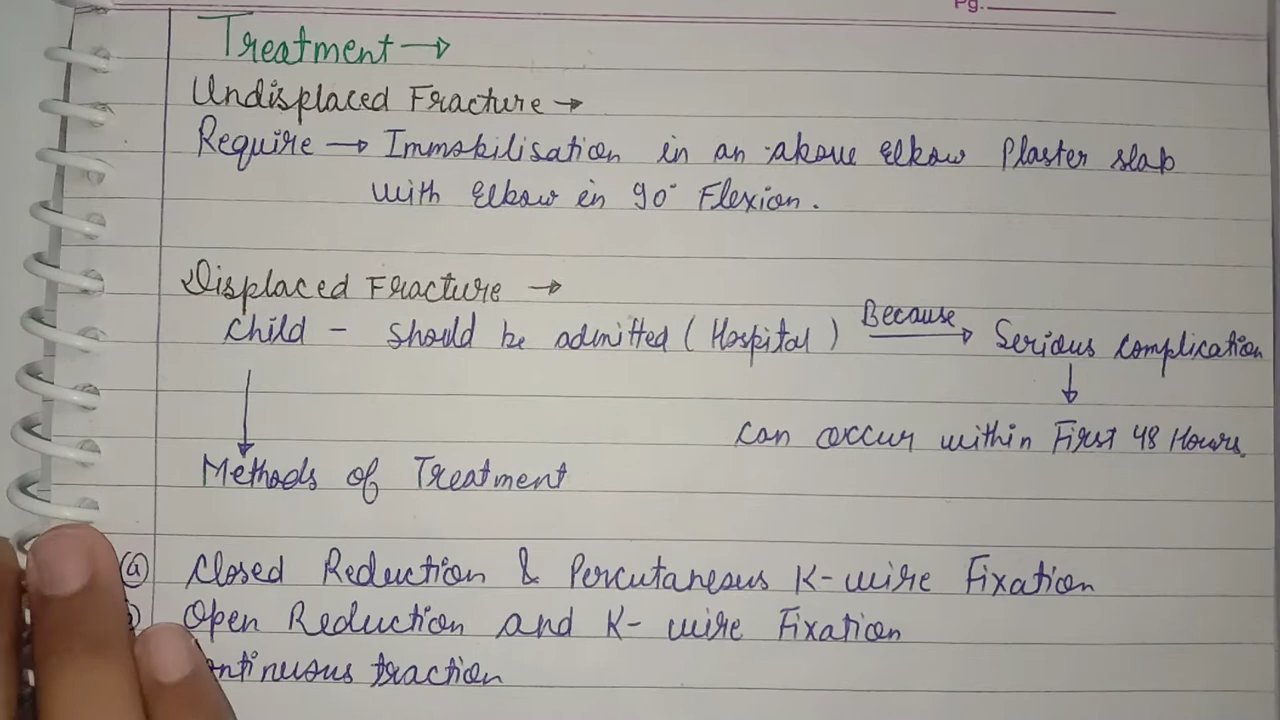 Pg.
Treatment →
Undisplaced Fracture →
Require → Immobilisation in an above elbow Plaster slab
with elbow in 90° Flexion.
Displaced Fracture →
Child - should be admitted (Hospital) Because → Serious complication
↓ ↓
can occur within First 48 Hours.
Methods of Treatment
(a) Closed Reduction & Percutaneous K-wire Fixation
Open Reduction and K-wire Fixation
ontinuous traction